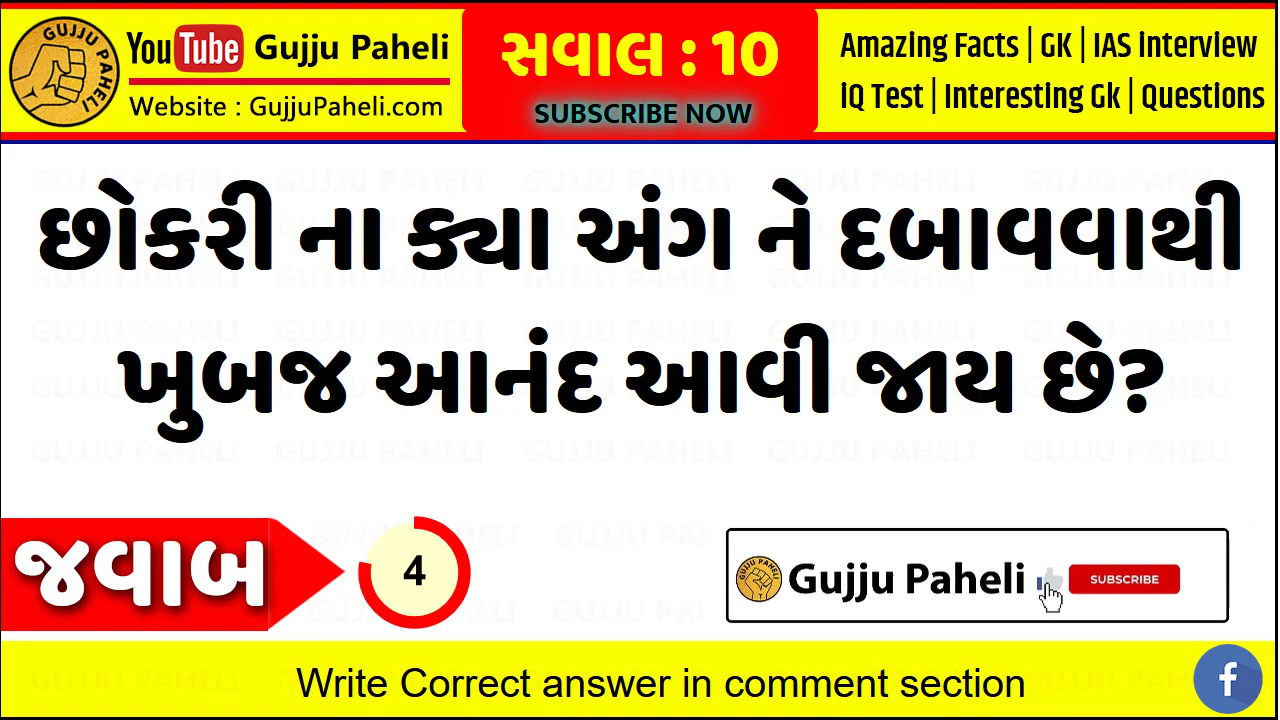 GUJJU PAHELI
YouTube Gujju Paheli
Website : GujjuPaheli.com
સવાલ : 10
SUBSCRIBE NOW
Amazing Facts | GK | IAS interview
iQ Test | Interesting Gk | Questions
છોકરી ના ક્યા અંગ ને દબાવવાથી
ખુબજ આનંદ આવી જાય છે?
જવાબ
4
Gujju Paheli
SUBSCRIBE
Write Correct answer in comment section
f